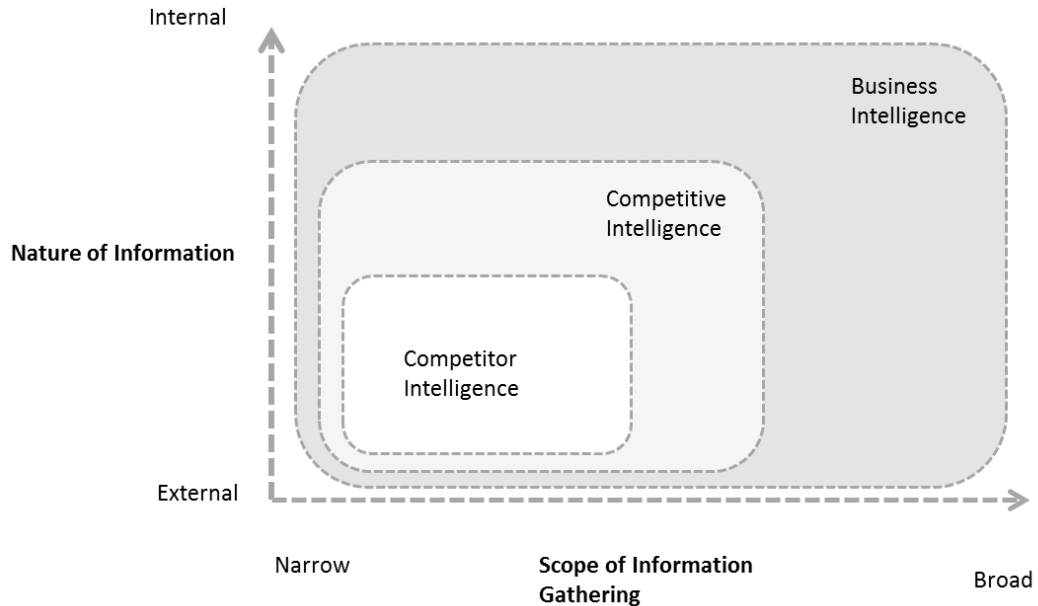 Internal
Business
Intelligence
Competitive
Intelligence
Nature of Information
Competitor
Intelligence
External
Narrow
Scope of Information
Gathering
Broad